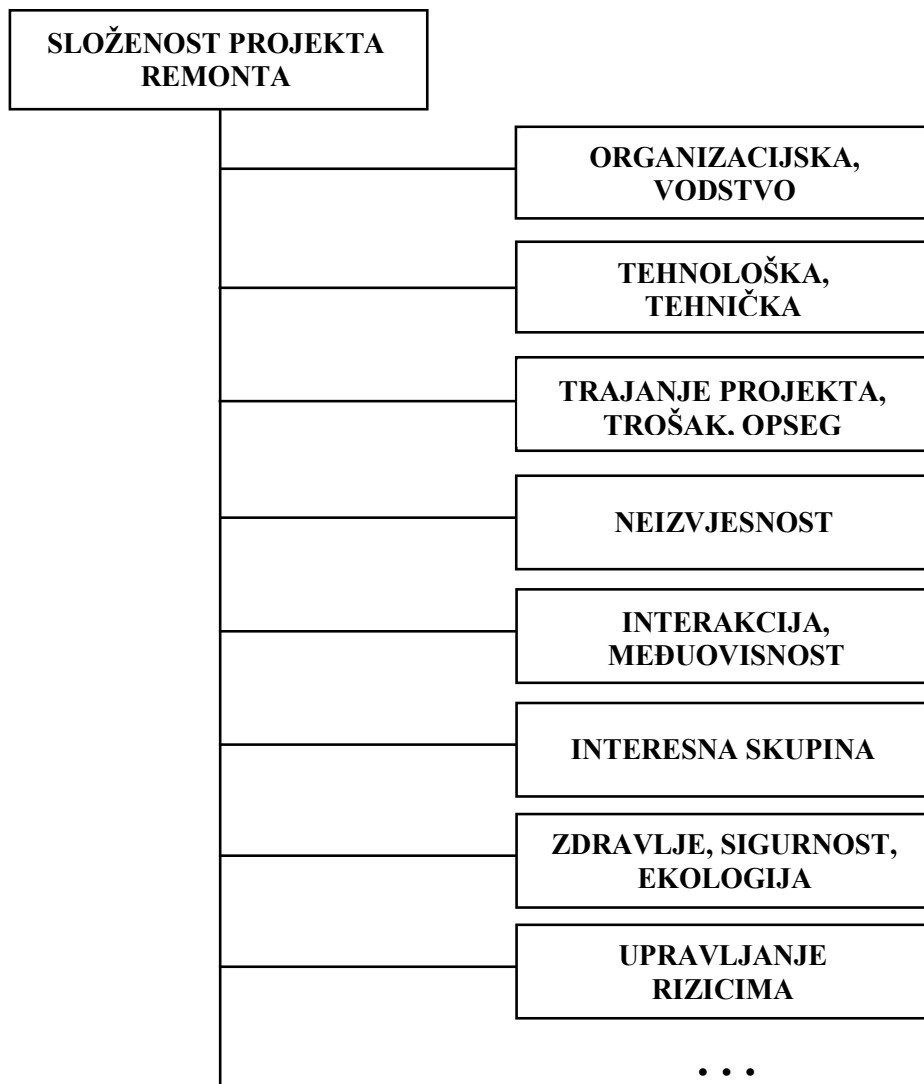 SLOŽENOST PROJEKTA
REMONTA
ORGANIZACIJSKA,
VODSTVO
TEHNOLOŠKA,
TEHNIČKA
TRAJANJE PROJEKTA,
TROŠAK, OPSEG
NEIZVJESNOST
INTERAKCIJA,
MEĐUOVISNOST
INTERESNA SKUPINA
ZDRAVLJE, SIGURNOST,
EKOLOGIJA
UPRAVLJANJE
RIZICIMA
. . .